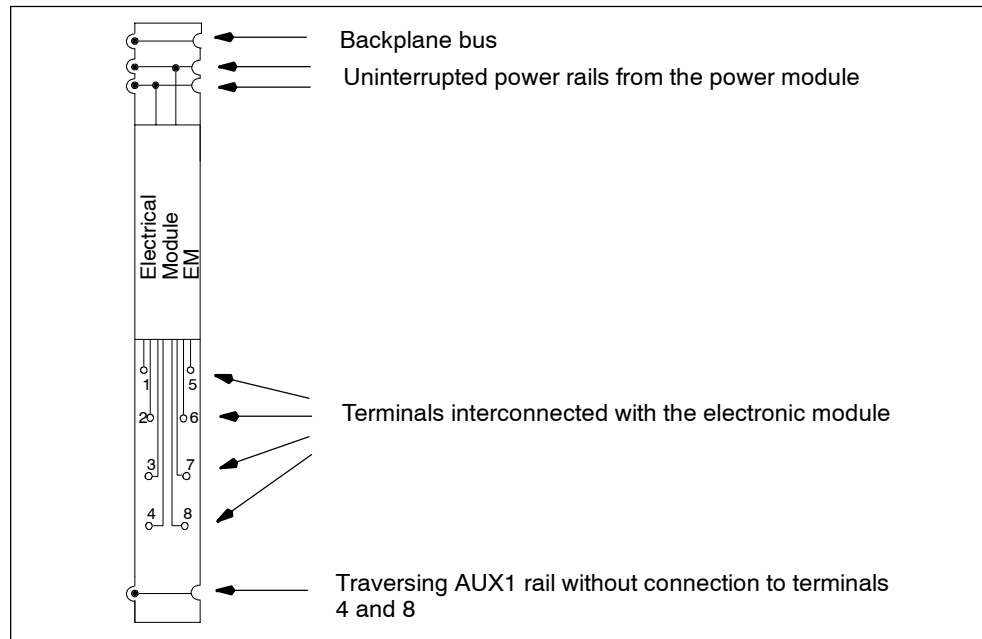 Backplane bus
Uninterrupted power rails from the power module
Electrical
Module
EM
1 5
2 6
Terminals interconnected with the electronic module
3 7
4 8
Traversing AUX1 rail without connection to terminals
4 and 8